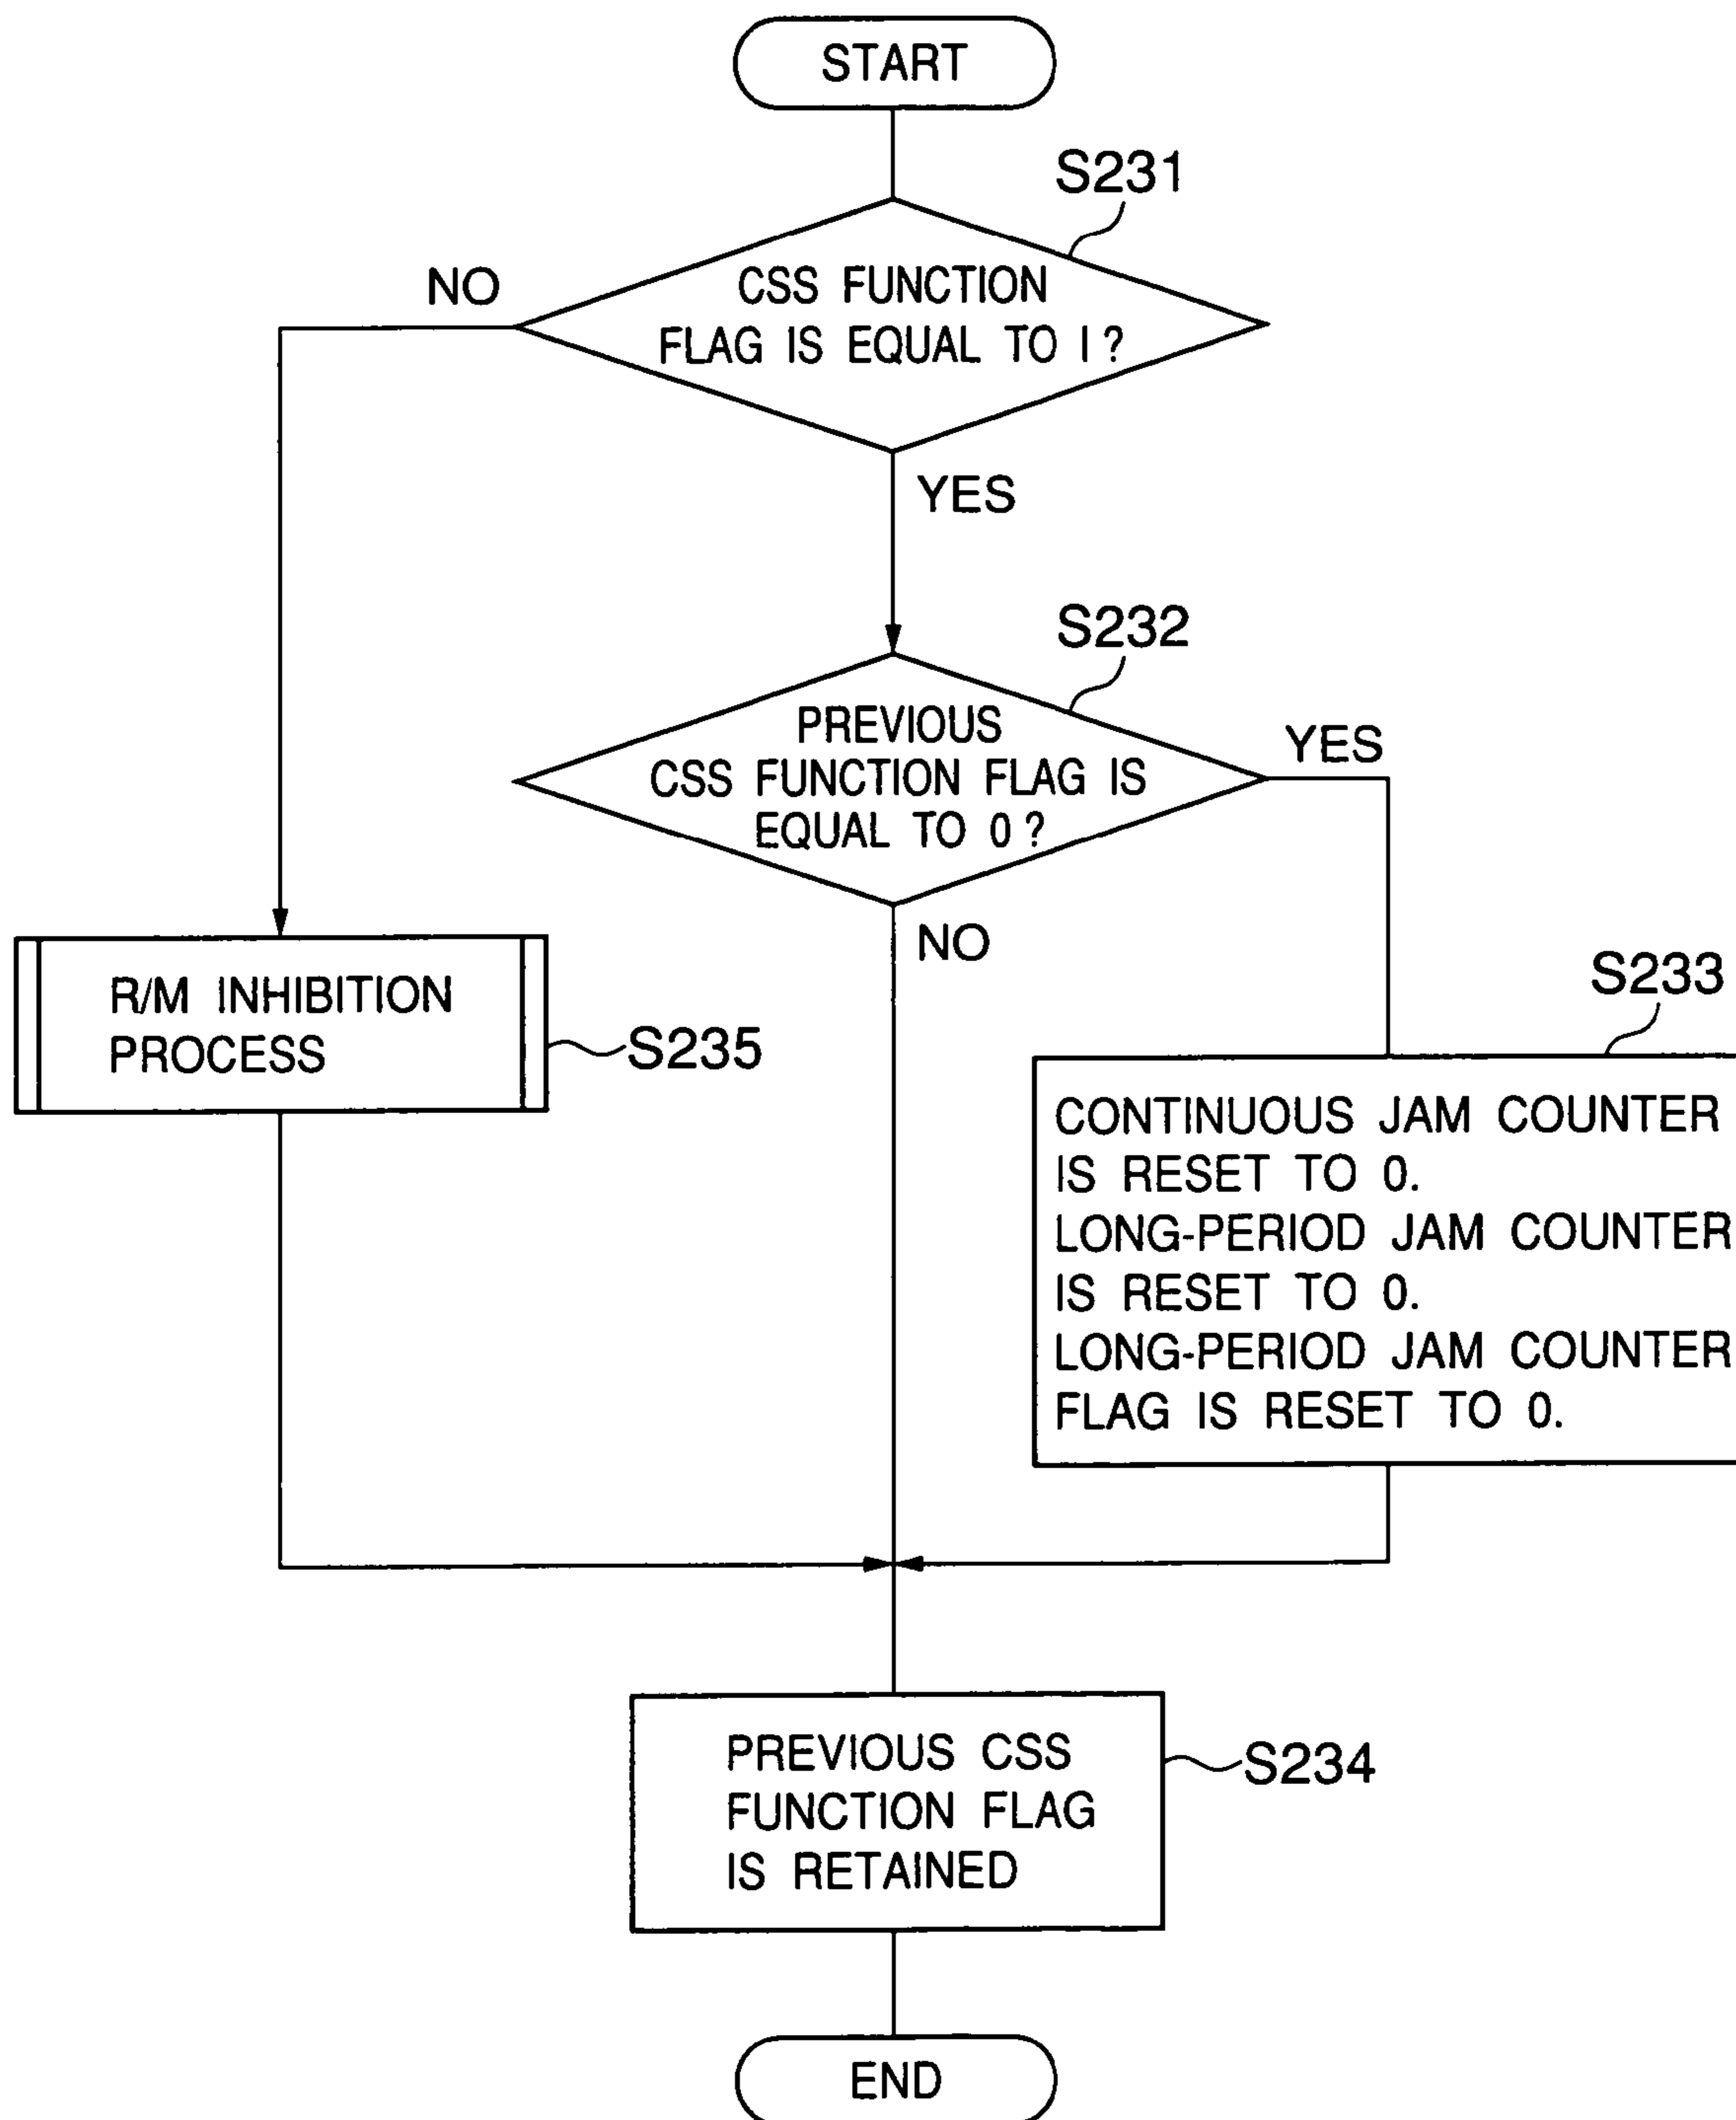 START
S231
NO
CSS FUNCTION
FLAG IS EQUAL TO 1?
YES
S232
PREVIOUS
CSS FUNCTION FLAG IS
EQUAL TO 0?
YES
NO
S233
R/M INHIBITION
PROCESS
S235
CONTINUOUS JAM COUNTER
IS RESET TO 0.
LONG-PERIOD JAM COUNTER
IS RESET TO 0.
LONG-PERIOD JAM COUNTER
FLAG IS RESET TO 0.
PREVIOUS CSS
FUNCTION FLAG
IS RETAINED
S234
END